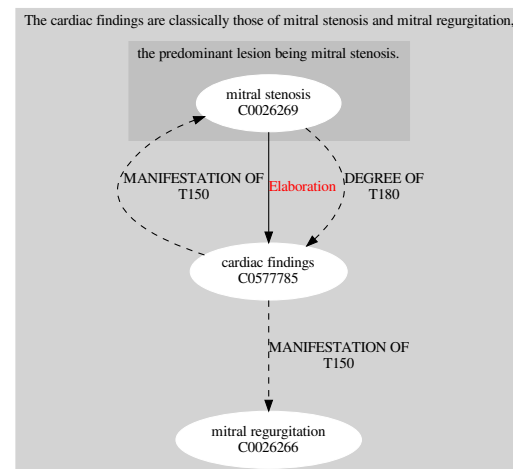 The cardiac findings are classically those of mitral stenosis and mitral regurgitation,
the predominant lesion being mitral stenosis.
mitral stenosis
C0026269
MANIFESTATION OF
T150
Elaboration
DEGREE OF
T180
cardiac findings
C0577785
MANIFESTATION OF
T150
mitral regurgitation
C0026266